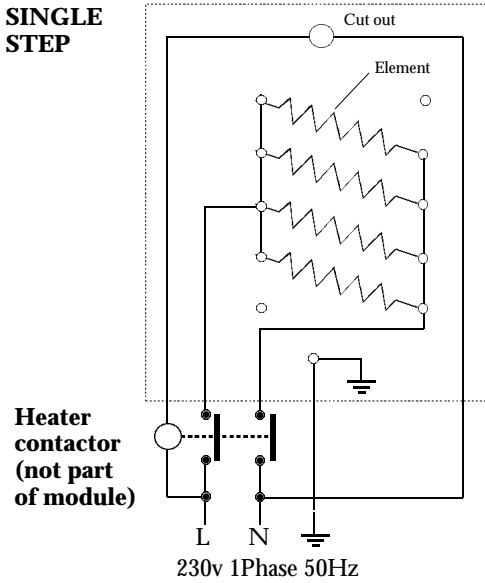 SINGLE
STEP
Cut out
Element
Heater
contactor
(not part
of module)
L N
230v 1Phase 50Hz